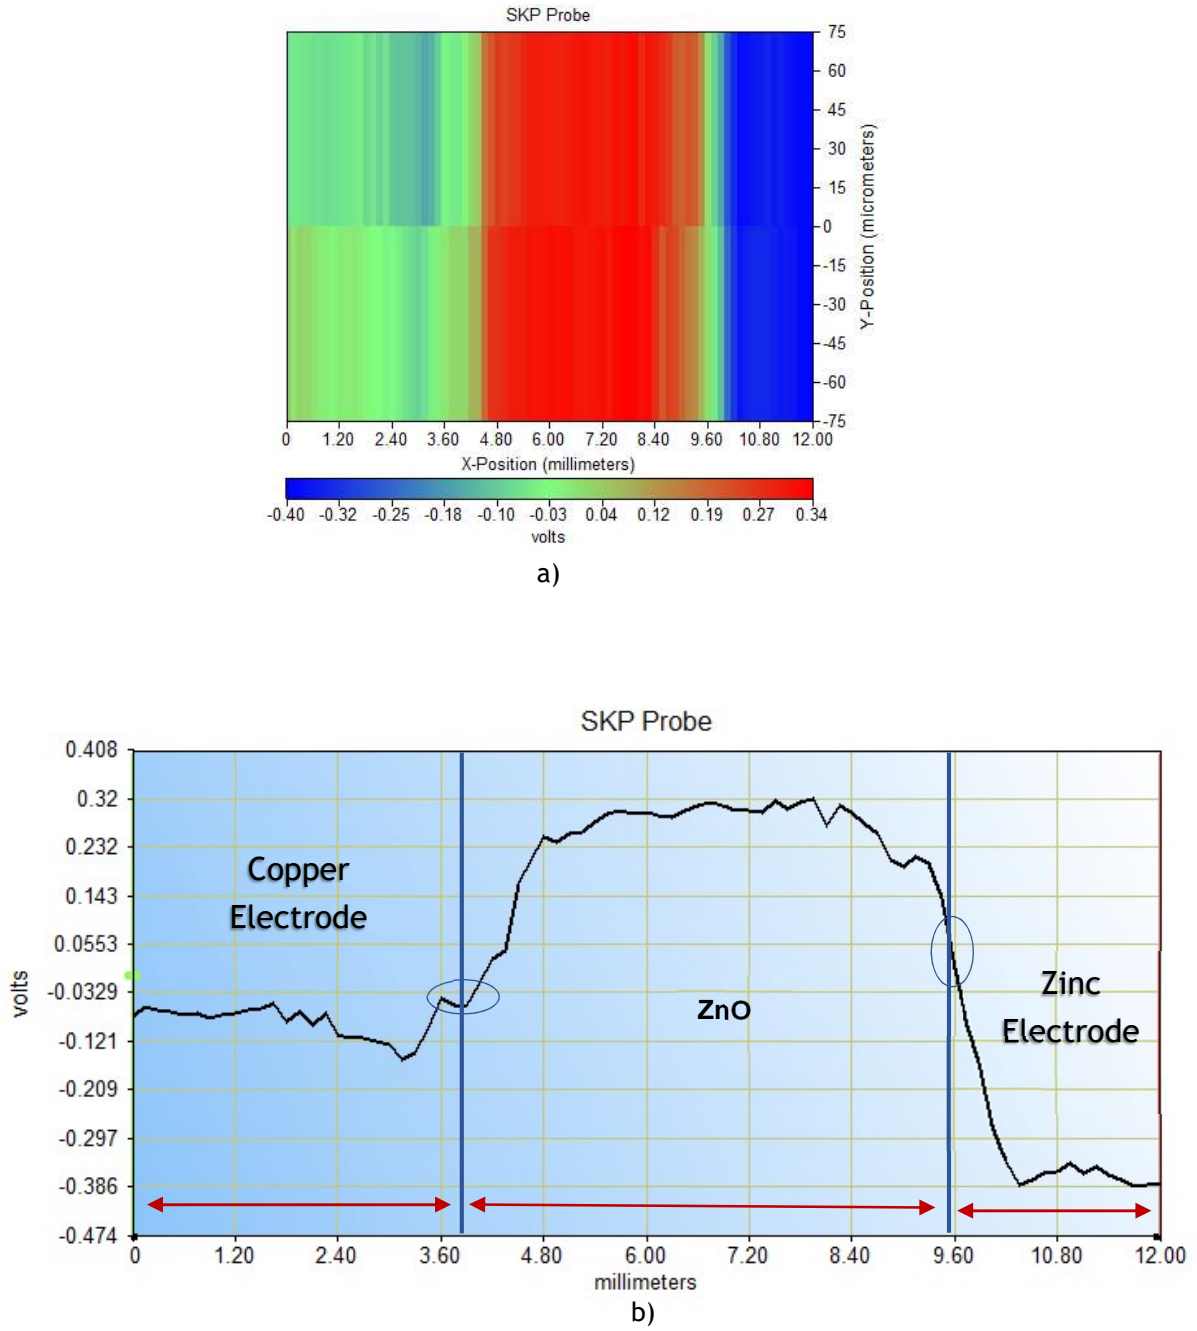 SKP Probe
75
60
45
30
15
0
-15
-30
-45
-60
-75
Y-Position (micrometers)
0 1.20 2.40 3.60 4.80 6.00 7.20 8.40 9.60 10.80 12.00
X-Position (millimeters)
-0.40 -0.32 -0.25 -0.18 -0.10 -0.03 0.04 0.12 0.19 0.27 0.34
volts
a)
SKP Probe
0.408
0.32
0.232
0.143
0.0553
-0.0329
-0.121
-0.209
-0.297
-0.386
-0.474
volts
Copper
Electrode
ZnO
Zinc
Electrode
0 1.20 2.40 3.60 4.80 6.00 7.20 8.40 9.60 10.80 12.00
millimeters
b)